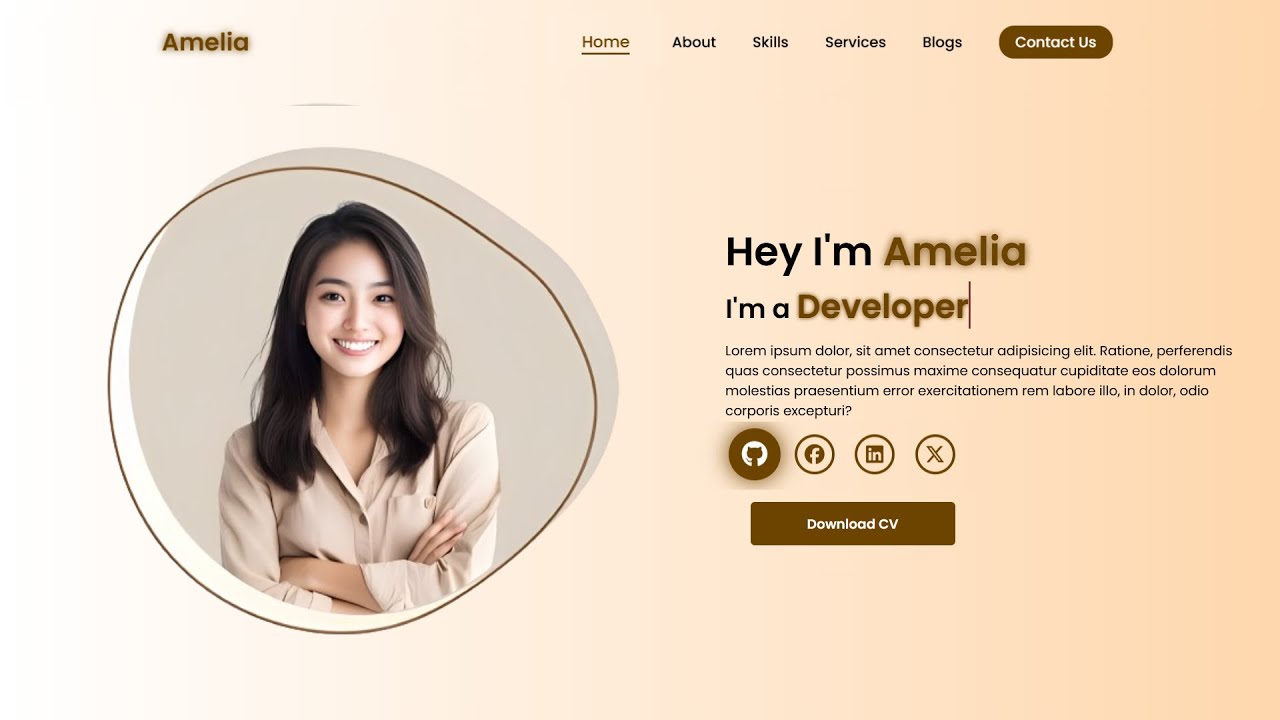 Amelia
Home About Skills Services Blogs Contact Us
Hey I'm Amelia
I'm a Developer
Lorem ipsum dolor, sit amet consectetur adipisicing elit. Ratione, perferendis
quas consectetur possimus maxime consequatur cupiditate eos dolorum
molestias praesentium error exercitationem rem labore illo, in dolor, odio
corporis excepturi?
Download CV